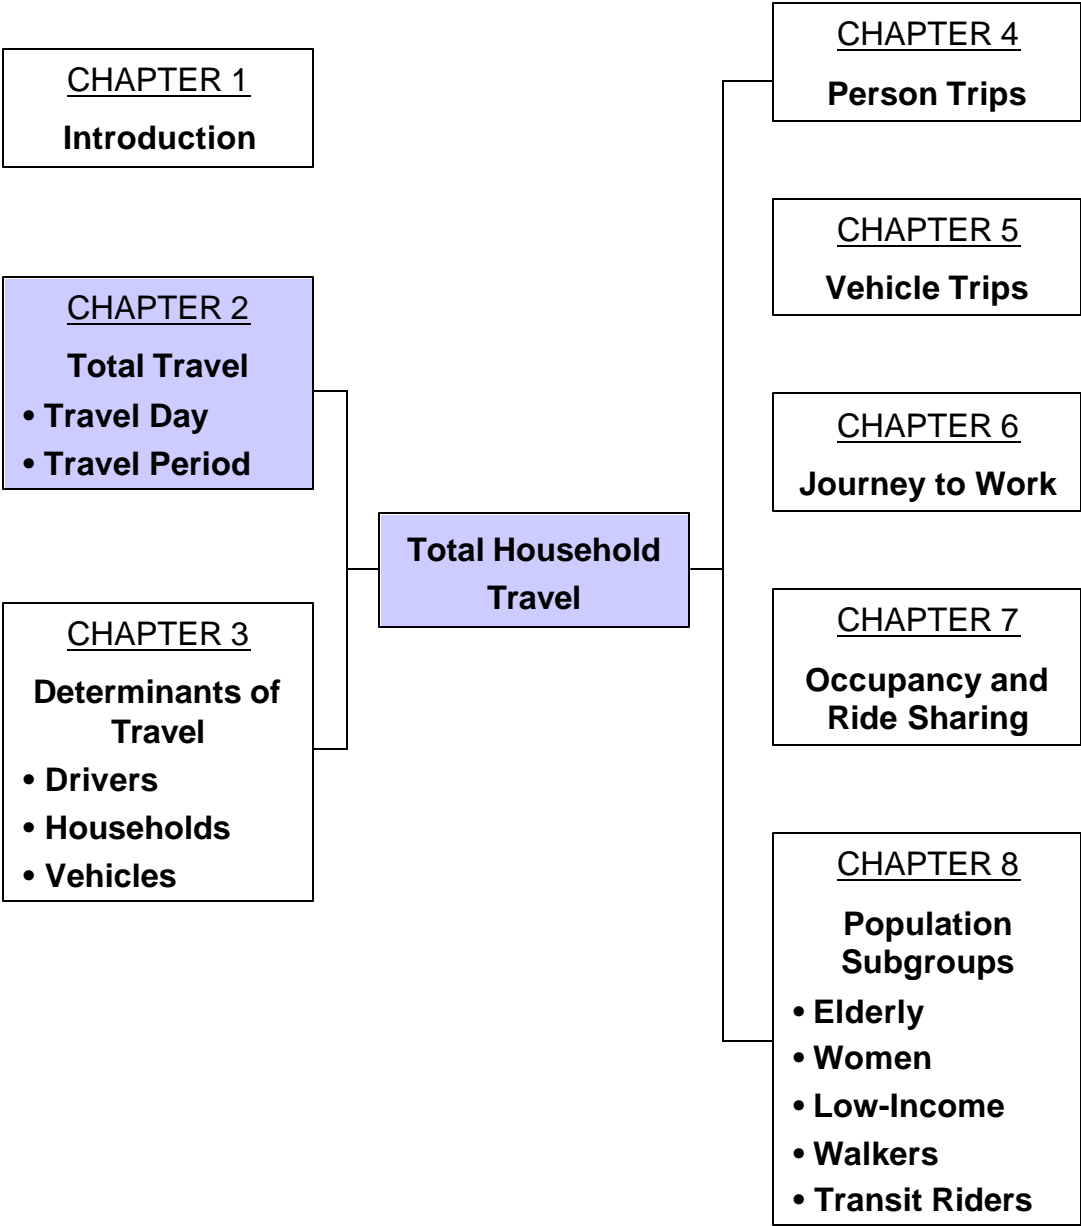 CHAPTER 1
Introduction
CHAPTER 2
Total Travel
• Travel Day
• Travel Period
CHAPTER 3
Determinants of
Travel
• Drivers
• Households
• Vehicles
Total Household
Travel
CHAPTER 4
Person Trips
CHAPTER 5
Vehicle Trips
CHAPTER 6
Journey to Work
CHAPTER 7
Occupancy and
Ride Sharing
CHAPTER 8
Population
Subgroups
• Elderly
• Women
• Low-Income
• Walkers
• Transit Riders